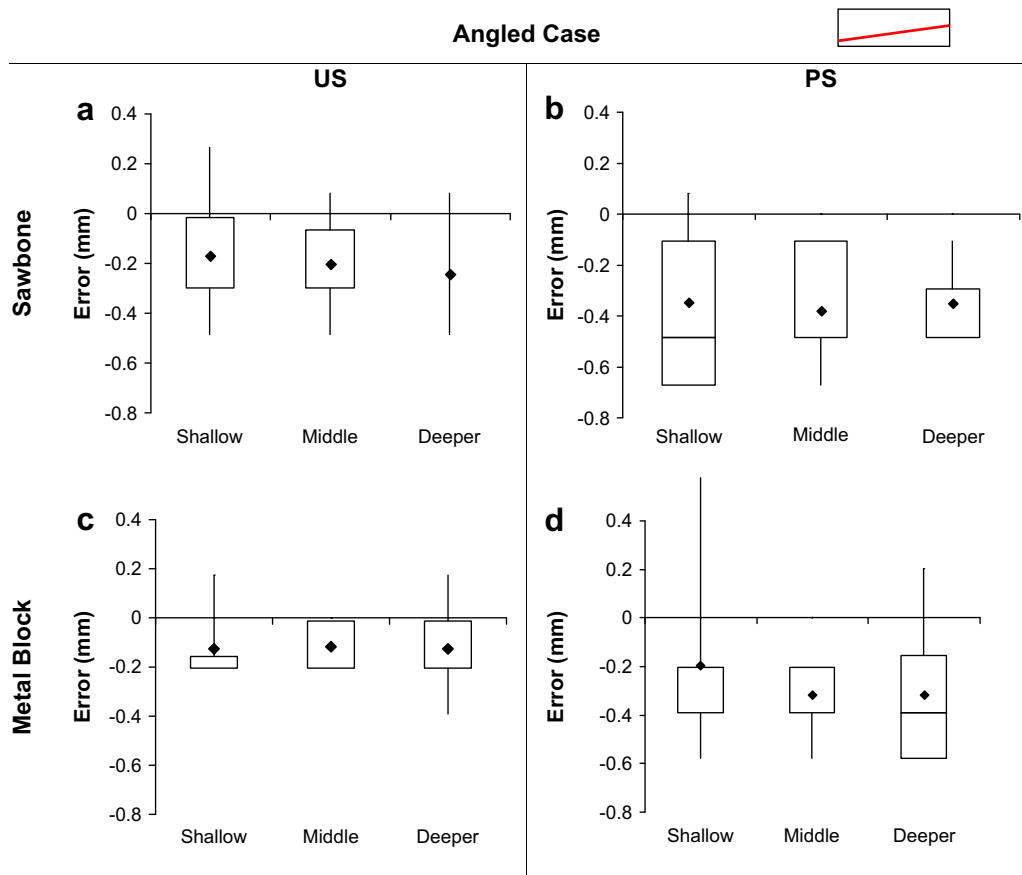 Angled Case
US
PS
Sawbone
a
Error (mm)
0.4
0.2
0
-0.2
-0.4
-0.6
-0.8
Shallow Middle Deeper
b
Error (mm)
0.4
0.2
0
-0.2
-0.4
-0.6
-0.8
Shallow Middle Deeper
Metal Block
c
Error (mm)
0.4
0.2
0
-0.2
-0.4
-0.6
-0.8
Shallow Middle Deeper
d
Error (mm)
0.4
0.2
0
-0.2
-0.4
-0.6
-0.8
Shallow Middle Deeper